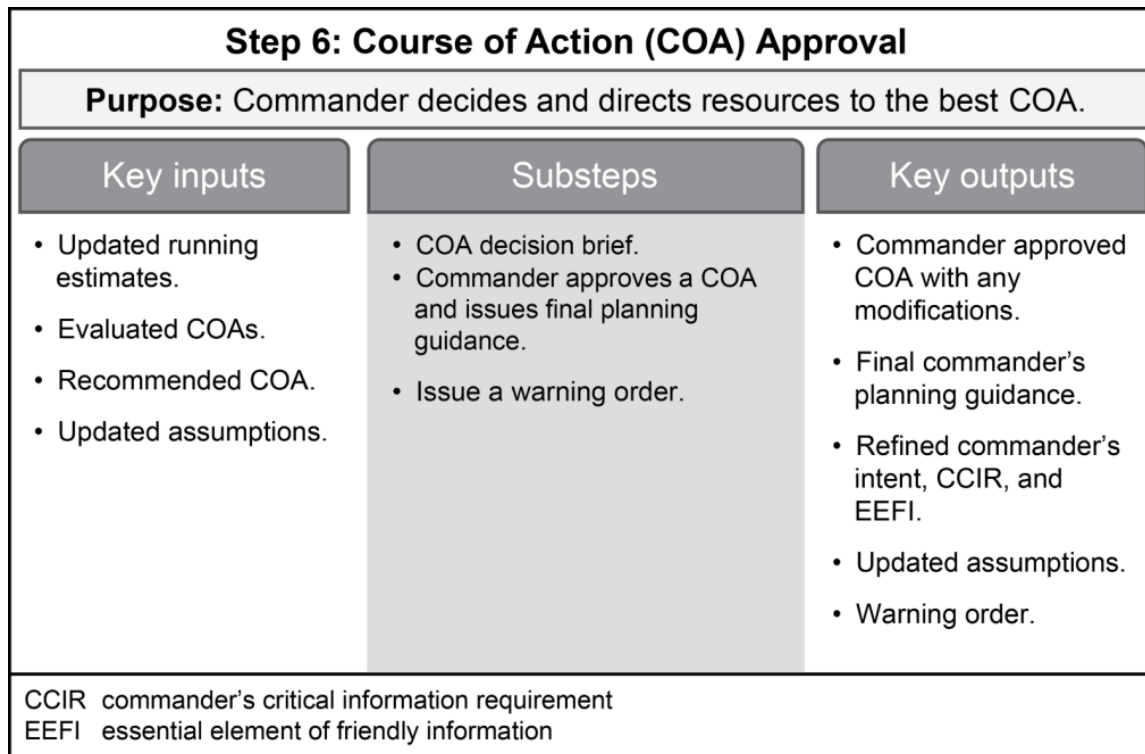 Step 6: Course of Action (COA) Approval
Purpose: Commander decides and directs resources to the best COA.
Key inputs
• Updated running
estimates.
• Evaluated COAs.
• Recommended COA.
• Updated assumptions.
Substeps
• COA decision brief.
• Commander approves a COA
and issues final planning
guidance.
• Issue a warning order.
Key outputs
• Commander approved
COA with any
modifications.
• Final commander’s
planning guidance.
• Refined commander’s
intent, CCIR, and
EEFI.
• Updated assumptions.
• Warning order.
CCIR commander’s critical information requirement
EEFI essential element of friendly information